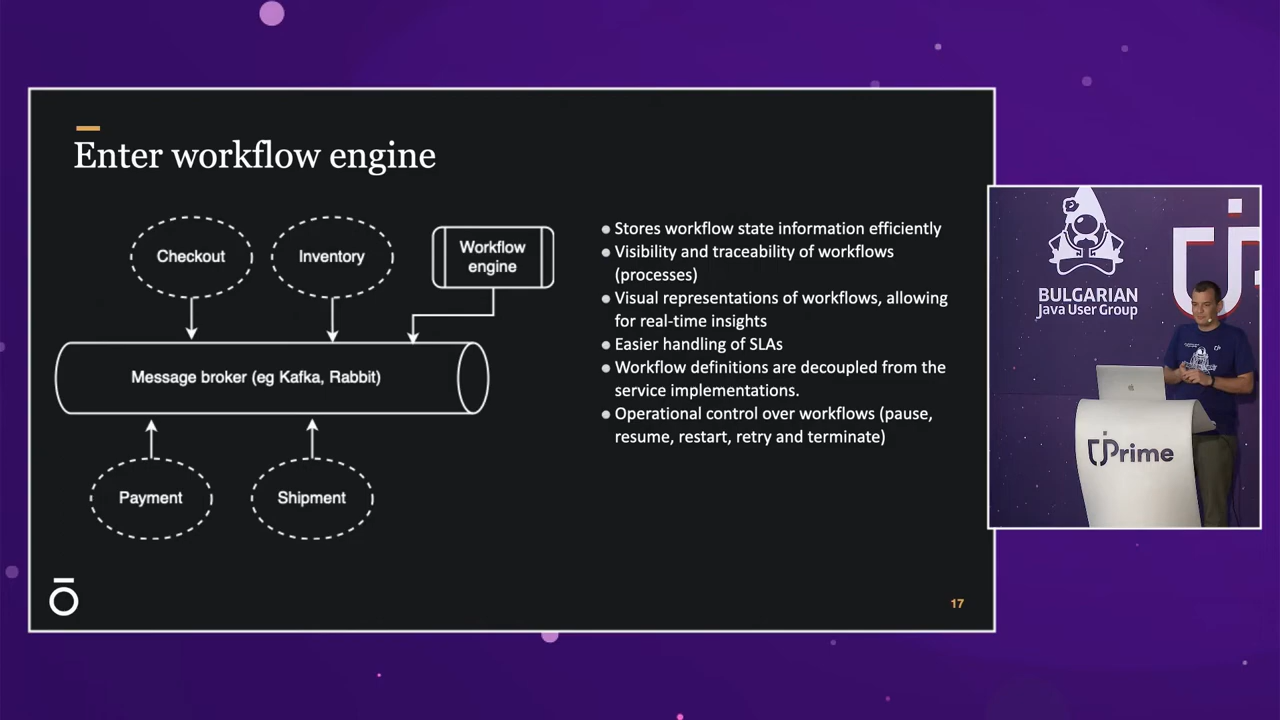 Enter workflow engine
Checkout
Inventory
Workflow
engine
Message broker (eg Kafka, Rabbit)
Payment
Shipment
Stores workflow state information efficiently
Visibility and traceability of workflows
(processes)
Visual representations of workflows, allowing
for real-time insights
Easier handling of SLAs
Workflow definitions are decoupled from the
service implementations.
Operational control over workflows (pause,
resume, restart, retry and terminate)
17
BULGARIAN
Java User Group
jPrime